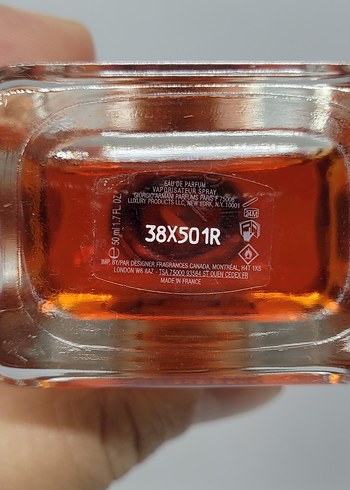 EAU DE PARFUM
VAPORISATEUR SPRAY
GIORGIO ARMANI PARFUMS PARIS F 75008
LUXURY PRODUCTS LLC, NEW YORK, N.Y. 10001
24M
38X501R
e 50 ml 1.7 FL. OZ.
IMP. BY/PAR DESIGNER FRAGRANCES CANADA, MONTRÉAL, H4T 1K5
LONDON W6 8AZ - TSA 75000 93584 ST OUEN CEDEX FR
MADE IN FRANCE